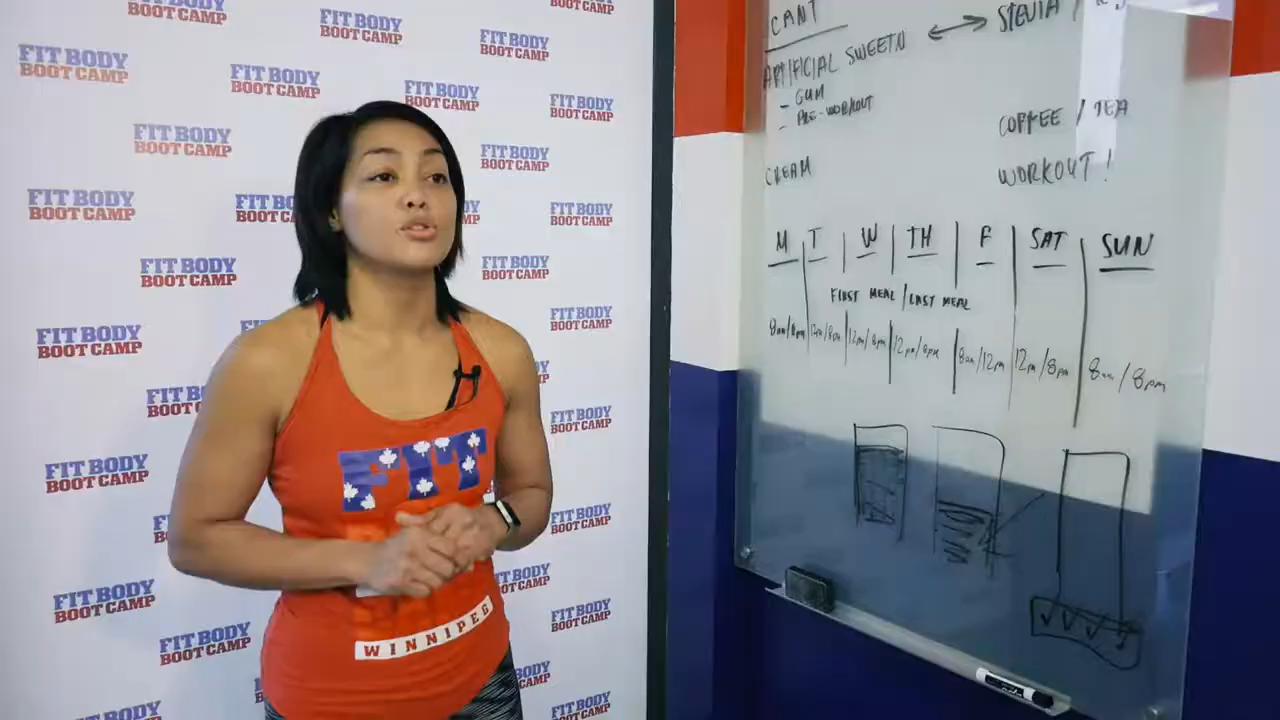 FIT BODY
BOOT CAMP
FIT
WINNIPEG
CANT
ARTIFICIAL SWEETN ↔ STEVIA /
- GUM
- PRE-WORKOUT
COFFEE / TEA
CREAM
WORKOUT!
M T W TH F SAT SUN
FIRST MEAL / LAST MEAL
8am/8pm 12pm/8pm 12pm/8pm 12pm/8pm 8am/12pm 12pm/8pm 8am/8pm